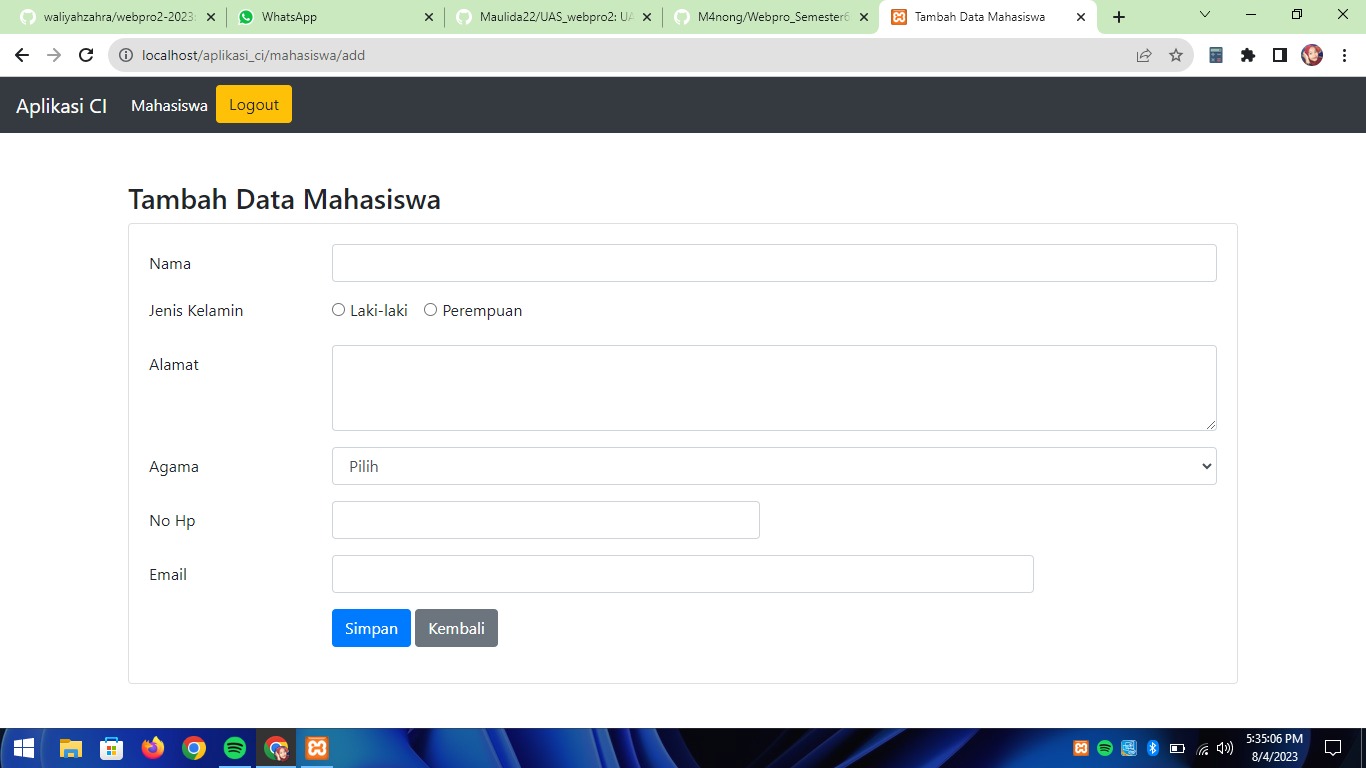 waliyahzahra/webpro2-2023:
WhatsApp
Maulida22/UAS_webpro2: UA
M4nong/Webpro_Semester6
Tambah Data Mahasiswa
localhost/aplikasi_ci/mahasiswa/add
Aplikasi CI Mahasiswa Logout
Tambah Data Mahasiswa
Nama
Jenis Kelamin Laki-laki Perempuan
Alamat
Agama Pilih
No Hp
Email
Simpan Kembali
5:35:06 PM
8/4/2023